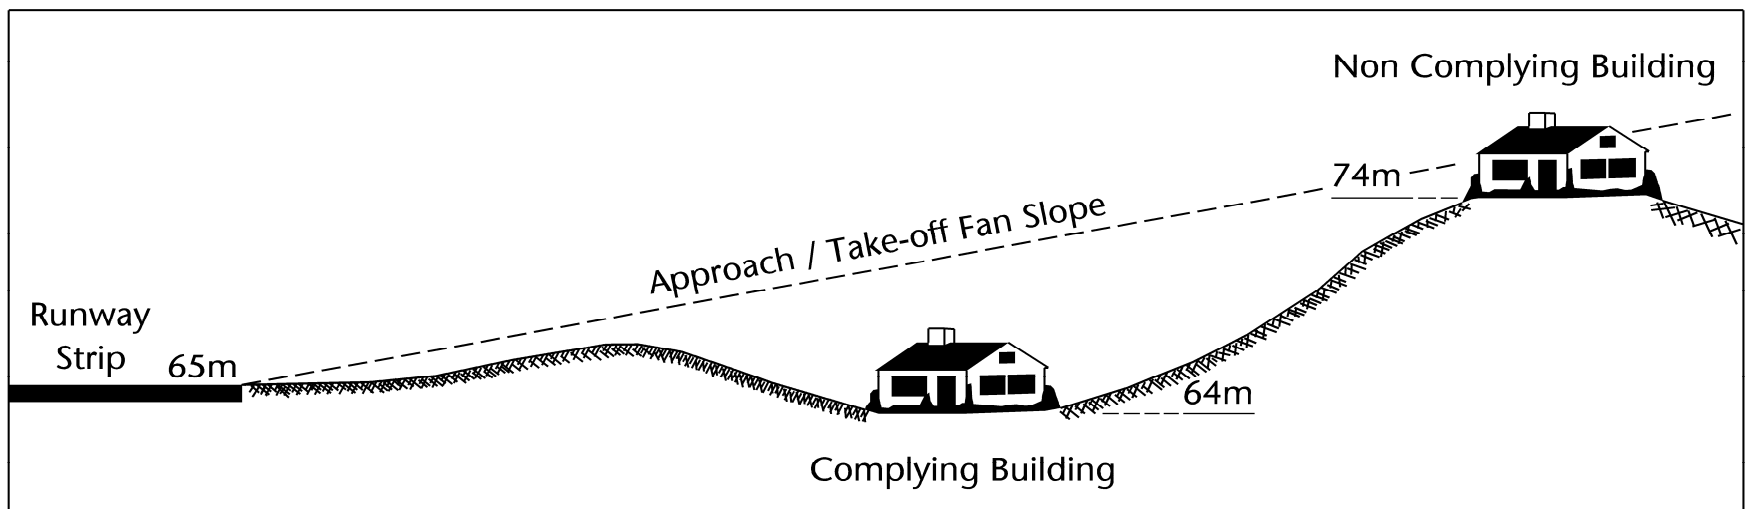 Non Complying Building
74m
Approach / Take-off Fan Slope
Runway
Strip
65m
64m
Complying Building